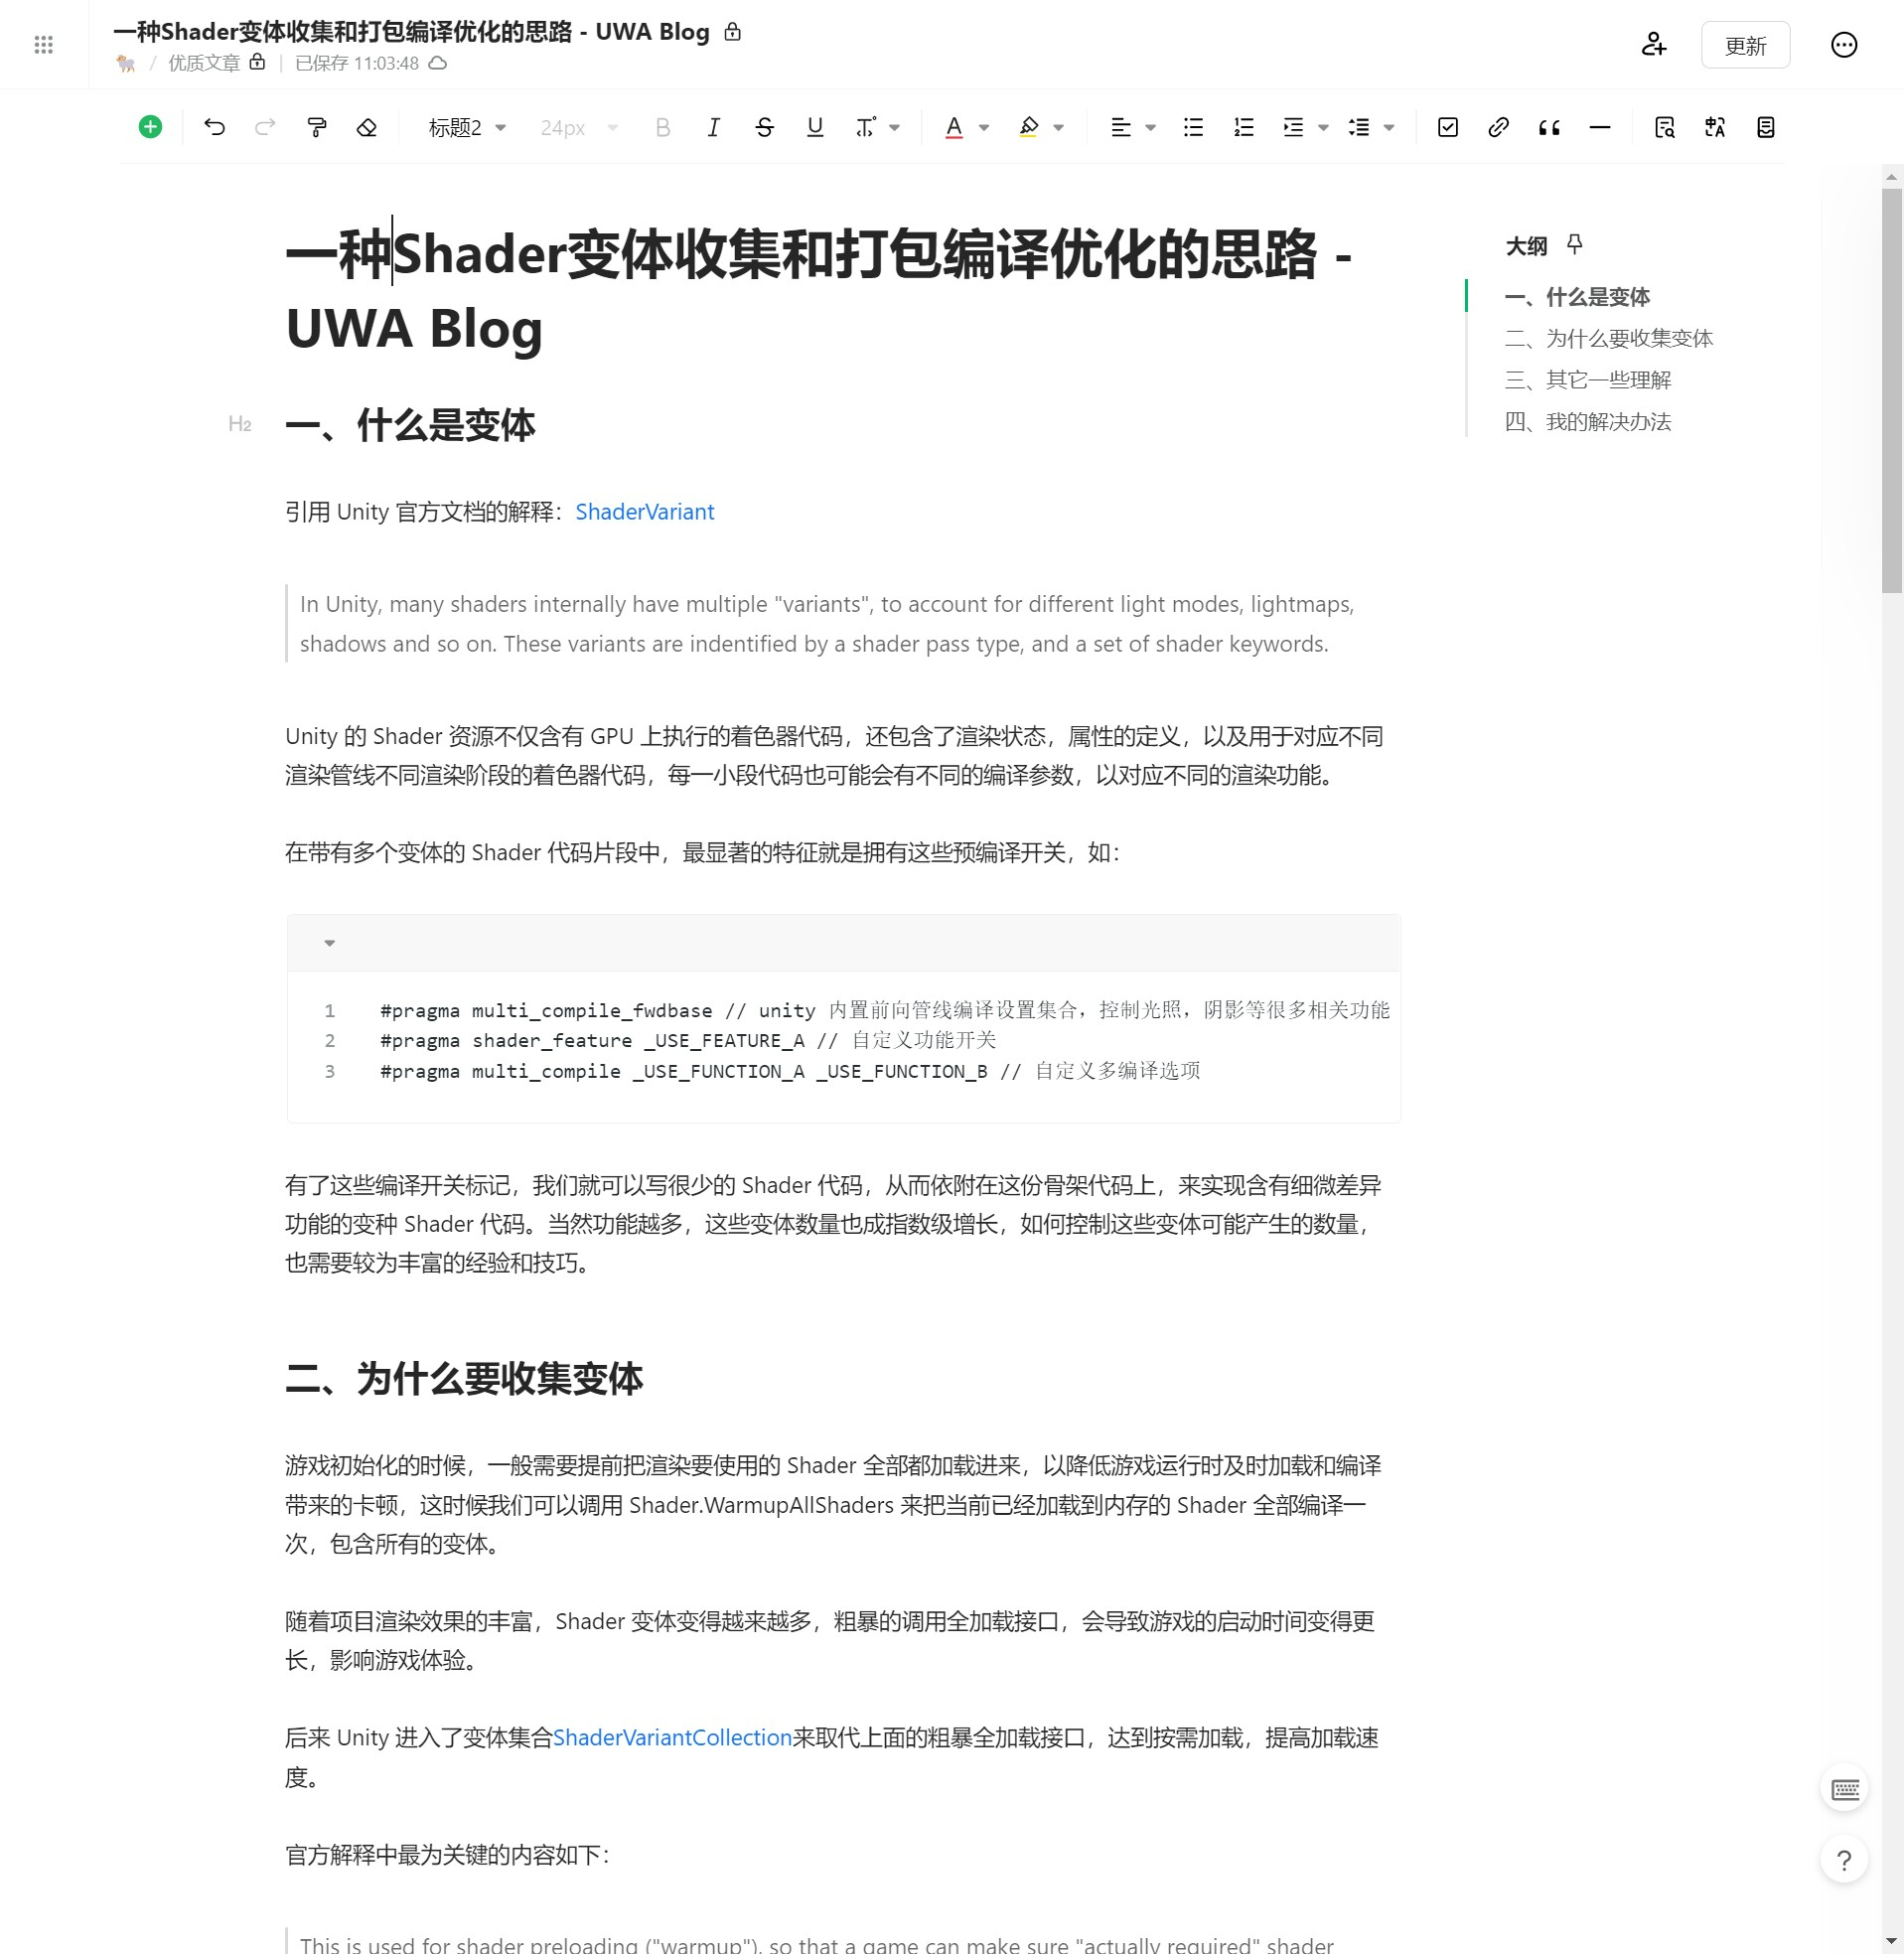 一种Shader变体收集和打包编译优化的思路 - UWA Blog
/ 优质文章 | 已保存 11:03:48
更新
标题2 24px
一种Shader变体收集和打包编译优化的思路 -
UWA Blog
大纲
一、什么是变体
二、为什么要收集变体
三、其它一些理解
四、我的解决办法
H2 一、什么是变体
引用 Unity 官方文档的解释：ShaderVariant
In Unity, many shaders internally have multiple "variants", to account for different light modes, lightmaps,
shadows and so on. These variants are indentified by a shader pass type, and a set of shader keywords.
Unity 的 Shader 资源不仅含有 GPU 上执行的着色器代码，还包含了渲染状态，属性的定义，以及用于对应不同
渲染管线不同渲染阶段的着色器代码，每一小段代码也可能会有不同的编译参数，以对应不同的渲染功能。
在带有多个变体的 Shader 代码片段中，最显著的特征就是拥有这些预编译开关，如：
1 #pragma multi_compile_fwdbase // unity 内置前向管线编译设置集合，控制光照，阴影等很多相关功能
2 #pragma shader_feature _USE_FEATURE_A // 自定义功能开关
3 #pragma multi_compile _USE_FUNCTION_A _USE_FUNCTION_B // 自定义多编译选项
有了这些编译开关标记，我们就可以写很少的 Shader 代码，从而依附在这份骨架代码上，来实现含有细微差异
功能的变种 Shader 代码。当然功能越多，这些变体数量也成指数级增长，如何控制这些变体可能产生的数量，
也需要较为丰富的经验和技巧。
二、为什么要收集变体
游戏初始化的时候，一般需要提前把渲染要使用的 Shader 全部都加载进来，以降低游戏运行时及时加载和编译
带来的卡顿，这时候我们可以调用 Shader.WarmupAllShaders 来把当前已经加载到内存的 Shader 全部编译一
次，包含所有的变体。
随着项目渲染效果的丰富，Shader 变体变得越来越多，粗暴的调用全加载接口，会导致游戏的启动时间变得更
长，影响游戏体验。
后来 Unity 进入了变体集合ShaderVariantCollection来取代上面的粗暴全加载接口，达到按需加载，提高加载速
度。
官方解释中最为关键的内容如下：
This is used for shader preloading ("warmup"), so that a game can make sure "actually required" shader